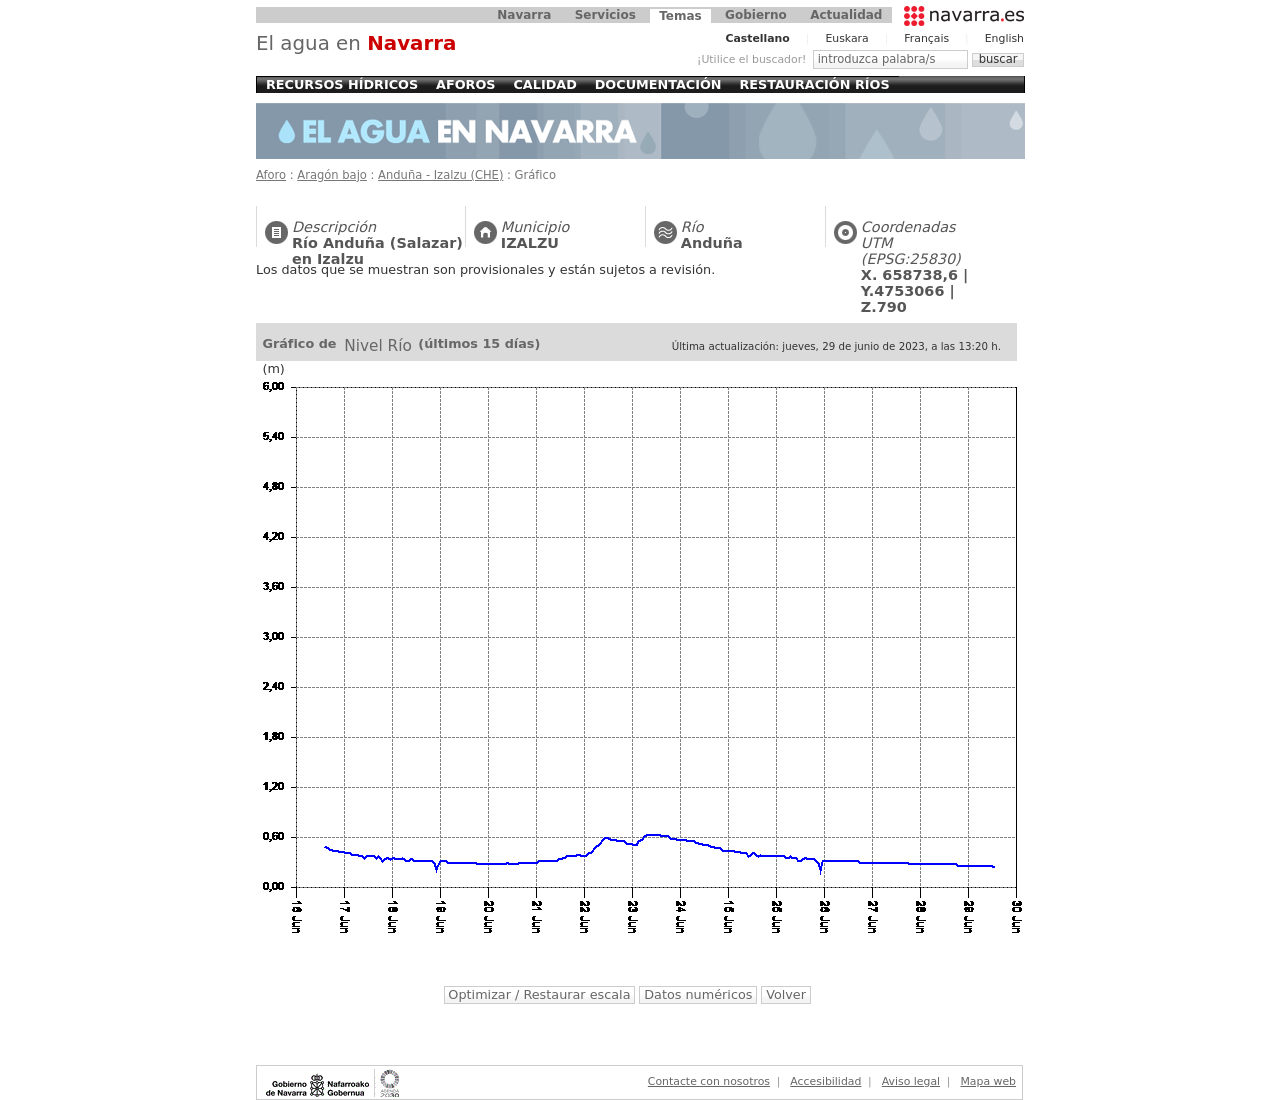 Navarra Servicios Temas Gobierno Actualidad
navarra.es
El agua en Navarra
Castellano | Euskara | Français | English
¡Utilice el buscador! introduzca palabra/s buscar
RECURSOS HÍDRICOS AFOROS CALIDAD DOCUMENTACIÓN RESTAURACIÓN RÍOS
EL AGUA EN NAVARRA
Aforo : Aragón bajo : Anduña - Izalzu (CHE) : Gráfico
Descripción
Río Anduña (Salazar)
en Izalzu
Municipio
IZALZU
Río
Anduña
Coordenadas
UTM
(EPSG:25830)
X. 658738,6 |
Y.4753066 |
Z.790
Los datos que se muestran son provisionales y están sujetos a revisión.
Gráfico de Nivel Río (últimos 15 días)
Última actualización: jueves, 29 de junio de 2023, a las 13:20 h.
(m)
6,00
5,40
4,80
4,20
3,60
3,00
2,40
1,80
1,20
0,60
0,00
16 Jun
17 Jun
18 Jun
19 Jun
20 Jun
21 Jun
22 Jun
23 Jun
24 Jun
15 Jun
25 Jun
26 Jun
27 Jun
28 Jun
29 Jun
30 Jun
Optimizar / Restaurar escala Datos numéricos Volver
Gobierno de Navarra
Nafarroako Gobernua
AGENDA
2030
Contacte con nosotros | Accesibilidad | Aviso legal | Mapa web